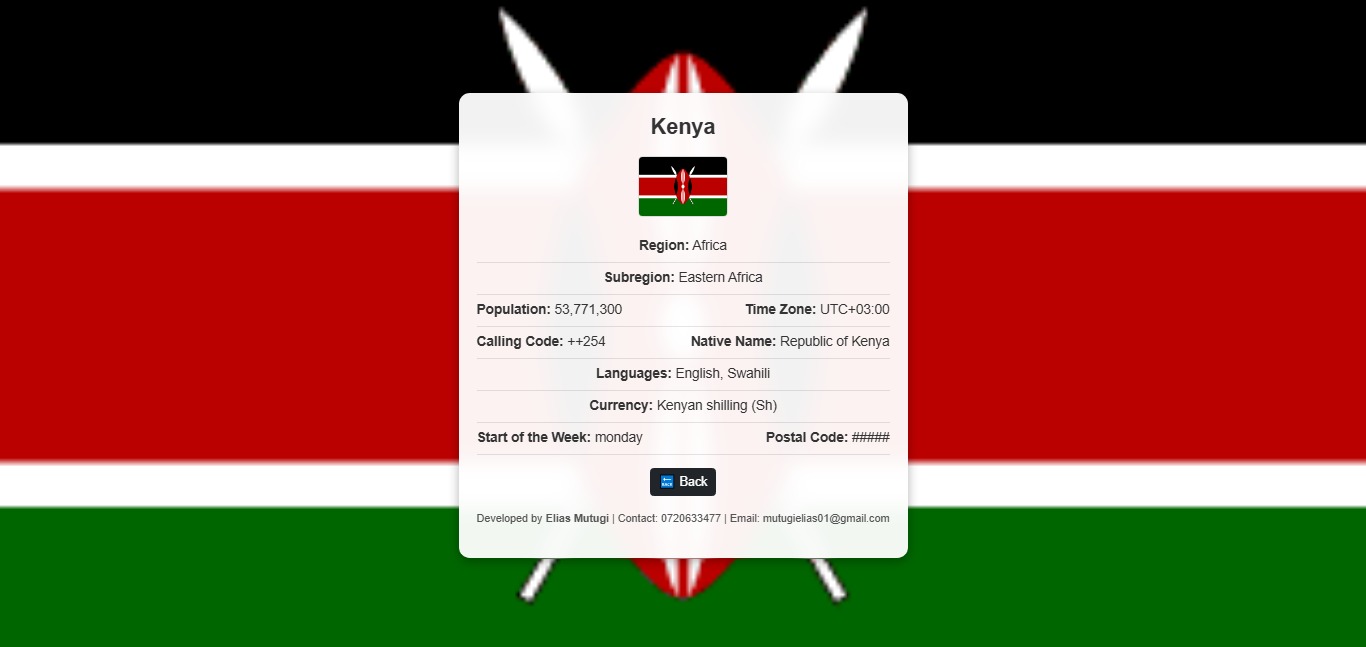 Kenya
Region: Africa
Subregion: Eastern Africa
Population: 53,771,300 Time Zone: UTC+03:00
Calling Code: ++254 Native Name: Republic of Kenya
Languages: English, Swahili
Currency: Kenyan shilling (Sh)
Start of the Week: monday Postal Code: #####
🔙 Back
Developed by Elias Mutugi | Contact: 0720633477 | Email: mutugielias01@gmail.com